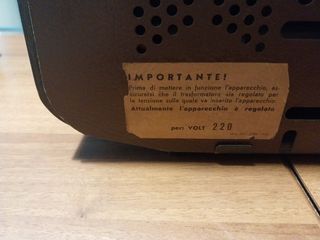 IMPORTANTE!
Prima di mettere in funzione l'apparecchio, as-
sicurarsi che il trasformatore sia regolato per
la tensione sulla quale va inserito l'apparecchio.
Attualmente l'apparecchio è regolato
per: VOLT 220